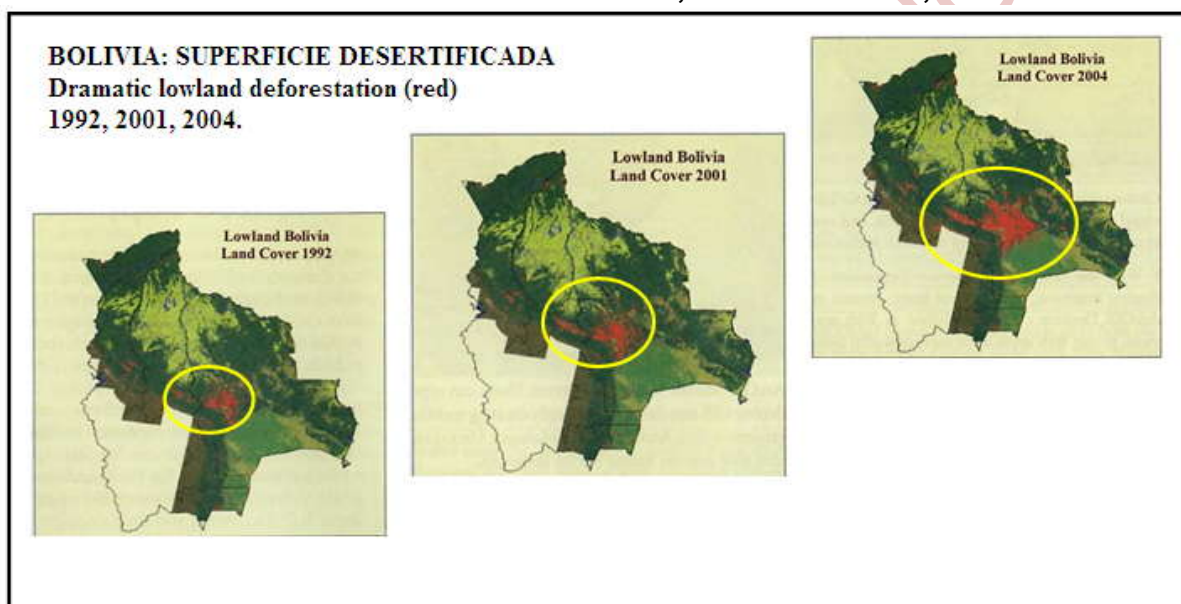 BOLIVIA: SUPERFICIE DESERTIFICADA
Dramatic lowland deforestation (red)
1992, 2001, 2004.
Lowland Bolivia
Land Cover 1992
Lowland Bolivia
Land Cover 2001
Lowland Bolivia
Land Cover 2004